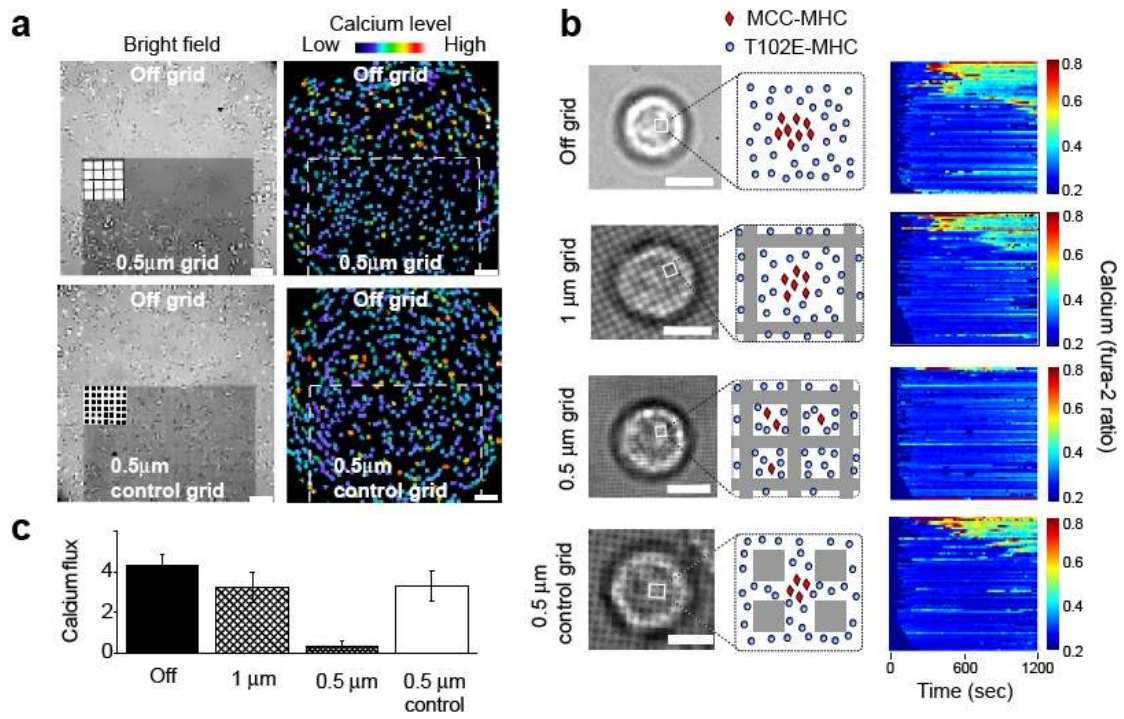 a
Calcium level
Bright field
Low
High
Off grid
Off grid
0.5μm grid
0.5μm grid
Off grid
Off grid
0.5μm
control grid
0.5μm
control grid
b
MCC-MHC
T102E-MHC
Off grid
0.8
0.6
0.4
0.2
1 μm grid
0.8
0.6
0.4
0.2
0.5 μm grid
0.8
0.6
0.4
0.2
0.5 μm
control grid
0.8
0.6
0.4
0.2
Calcium (fura-2 ratio)
0
600
1200
Time (sec)
c
Calcium flux
4
2
0
Off
1 μm
0.5 μm
0.5 μm
control